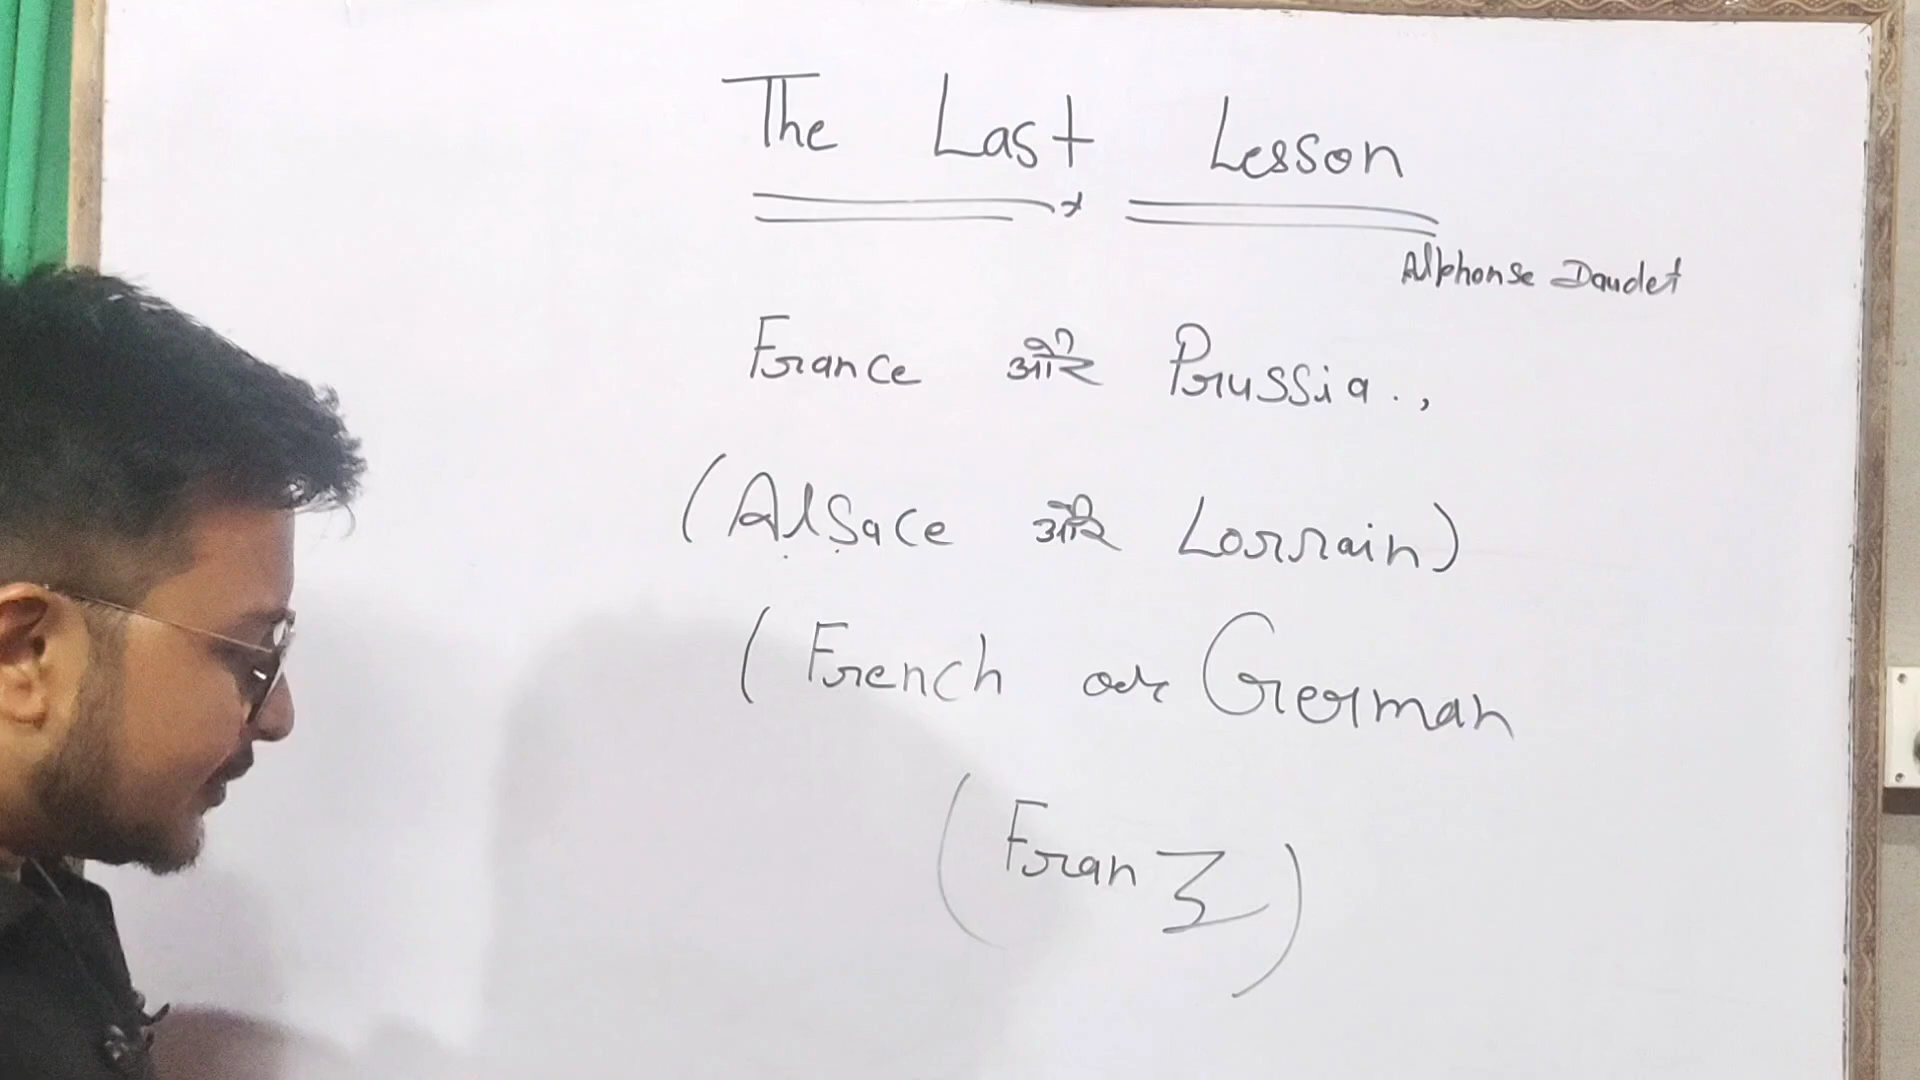 The Last Lesson
Alphonse Daudet
France और Prussia . ,
(Alsace और Lorrain)
(French or German
(Franz)